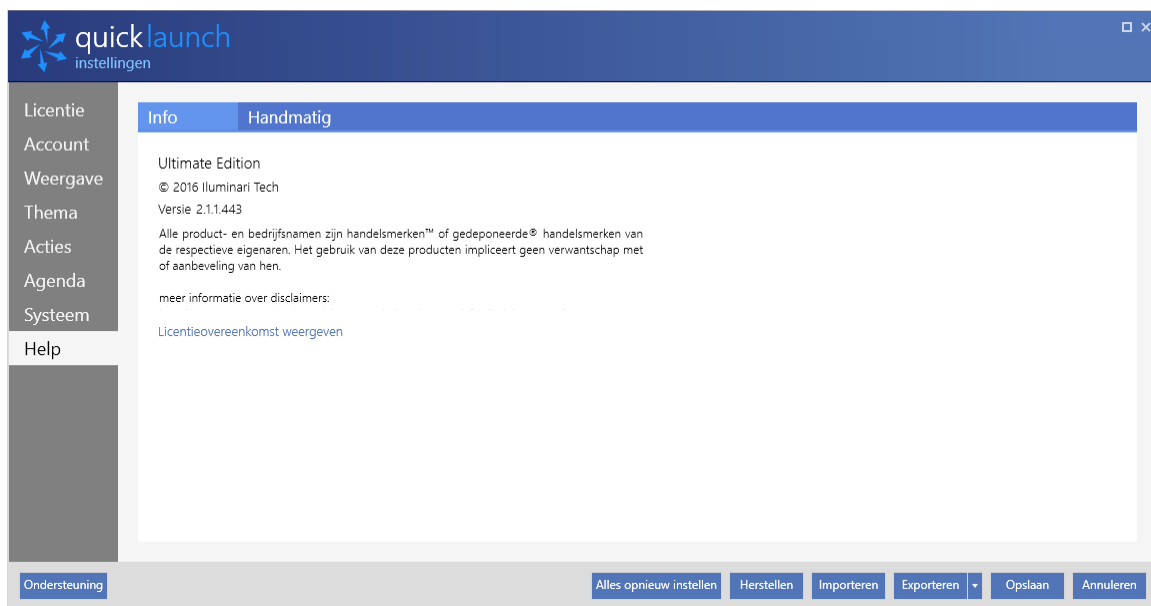 quicklaunch
instellingen
Licentie
Account
Weergave
Thema
Acties
Agenda
Systeem
Help
Info Handmatig
Ultimate Edition
© 2016 Iluminari Tech
Versie 2.1.1.443
Alle product- en bedrijfsnamen zijn handelsmerken™ of gedeponeerde® handelsmerken van
de respectieve eigenaren. Het gebruik van deze producten impliceert geen verwantschap met
of aanbeveling van hen.
meer informatie over disclaimers:
Licentieovereenkomst weergeven
Ondersteuning Alles opnieuw instellen Herstellen Importeren Exporteren Opslaan Annuleren